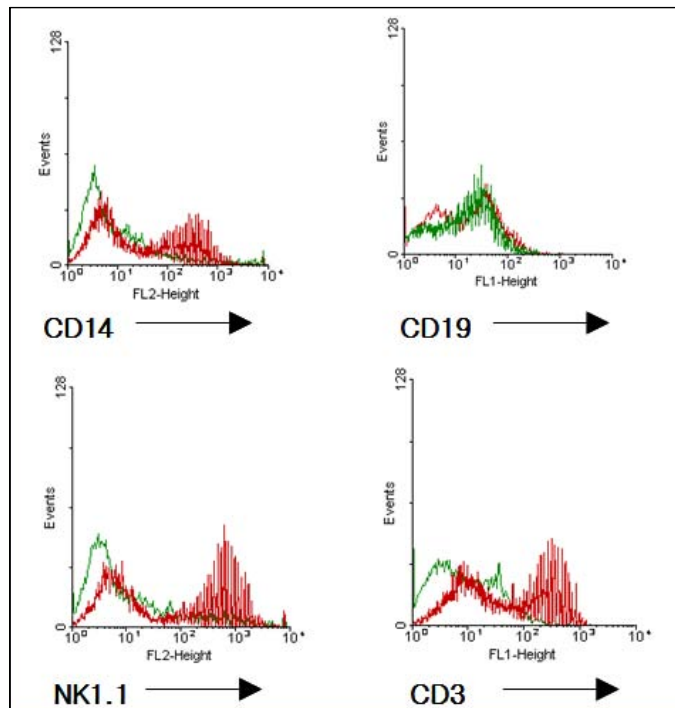 128
Events
0
10⁰ 10¹ 10² 10³ 10⁴
FL2-Height
CD14
128
Events
0
10⁰ 10¹ 10² 10³ 10⁴
FL1-Height
CD19
128
Events
0
10⁰ 10¹ 10² 10³ 10⁴
FL2-Height
NK1.1
128
Events
0
10⁰ 10¹ 10² 10³ 10⁴
FL1-Height
CD3